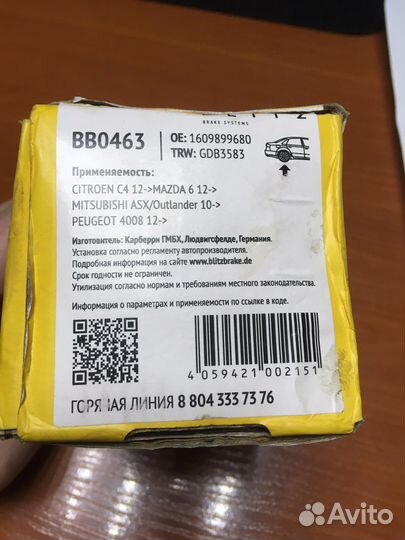 BRAKE SYSTEMS
BB0463
OE: 1609899680
TRW: GDB3583
Применяемость:
CITROEN C4 12->MAZDA 6 12->
MITSUBISHI ASX/Outlander 10->
PEUGEOT 4008 12->
Изготовитель: Карберри ГМБХ, Людвигсфельде, Германия.
Установка согласно регламенту автопроизводителя.
Подробная информация на сайте www.blitzbrake.de
Срок годности не ограничен.
Утилизация согласно нормам и требованиям местного законодательства.
Информация о параметрах и применяемости по ссылке в коде.
4 059421 002151
ГОРЯЧАЯ ЛИНИЯ 8 804 333 73 76
Avito